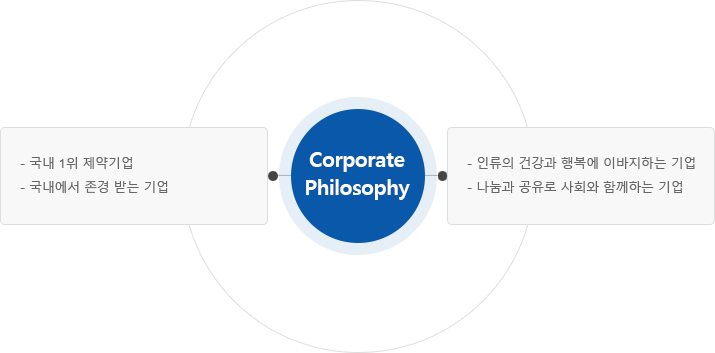 - 국내 1위 제약기업
- 국내에서 존경 받는 기업
Corporate
Philosophy
- 인류의 건강과 행복에 이바지하는 기업
- 나눔과 공유로 사회와 함께하는 기업